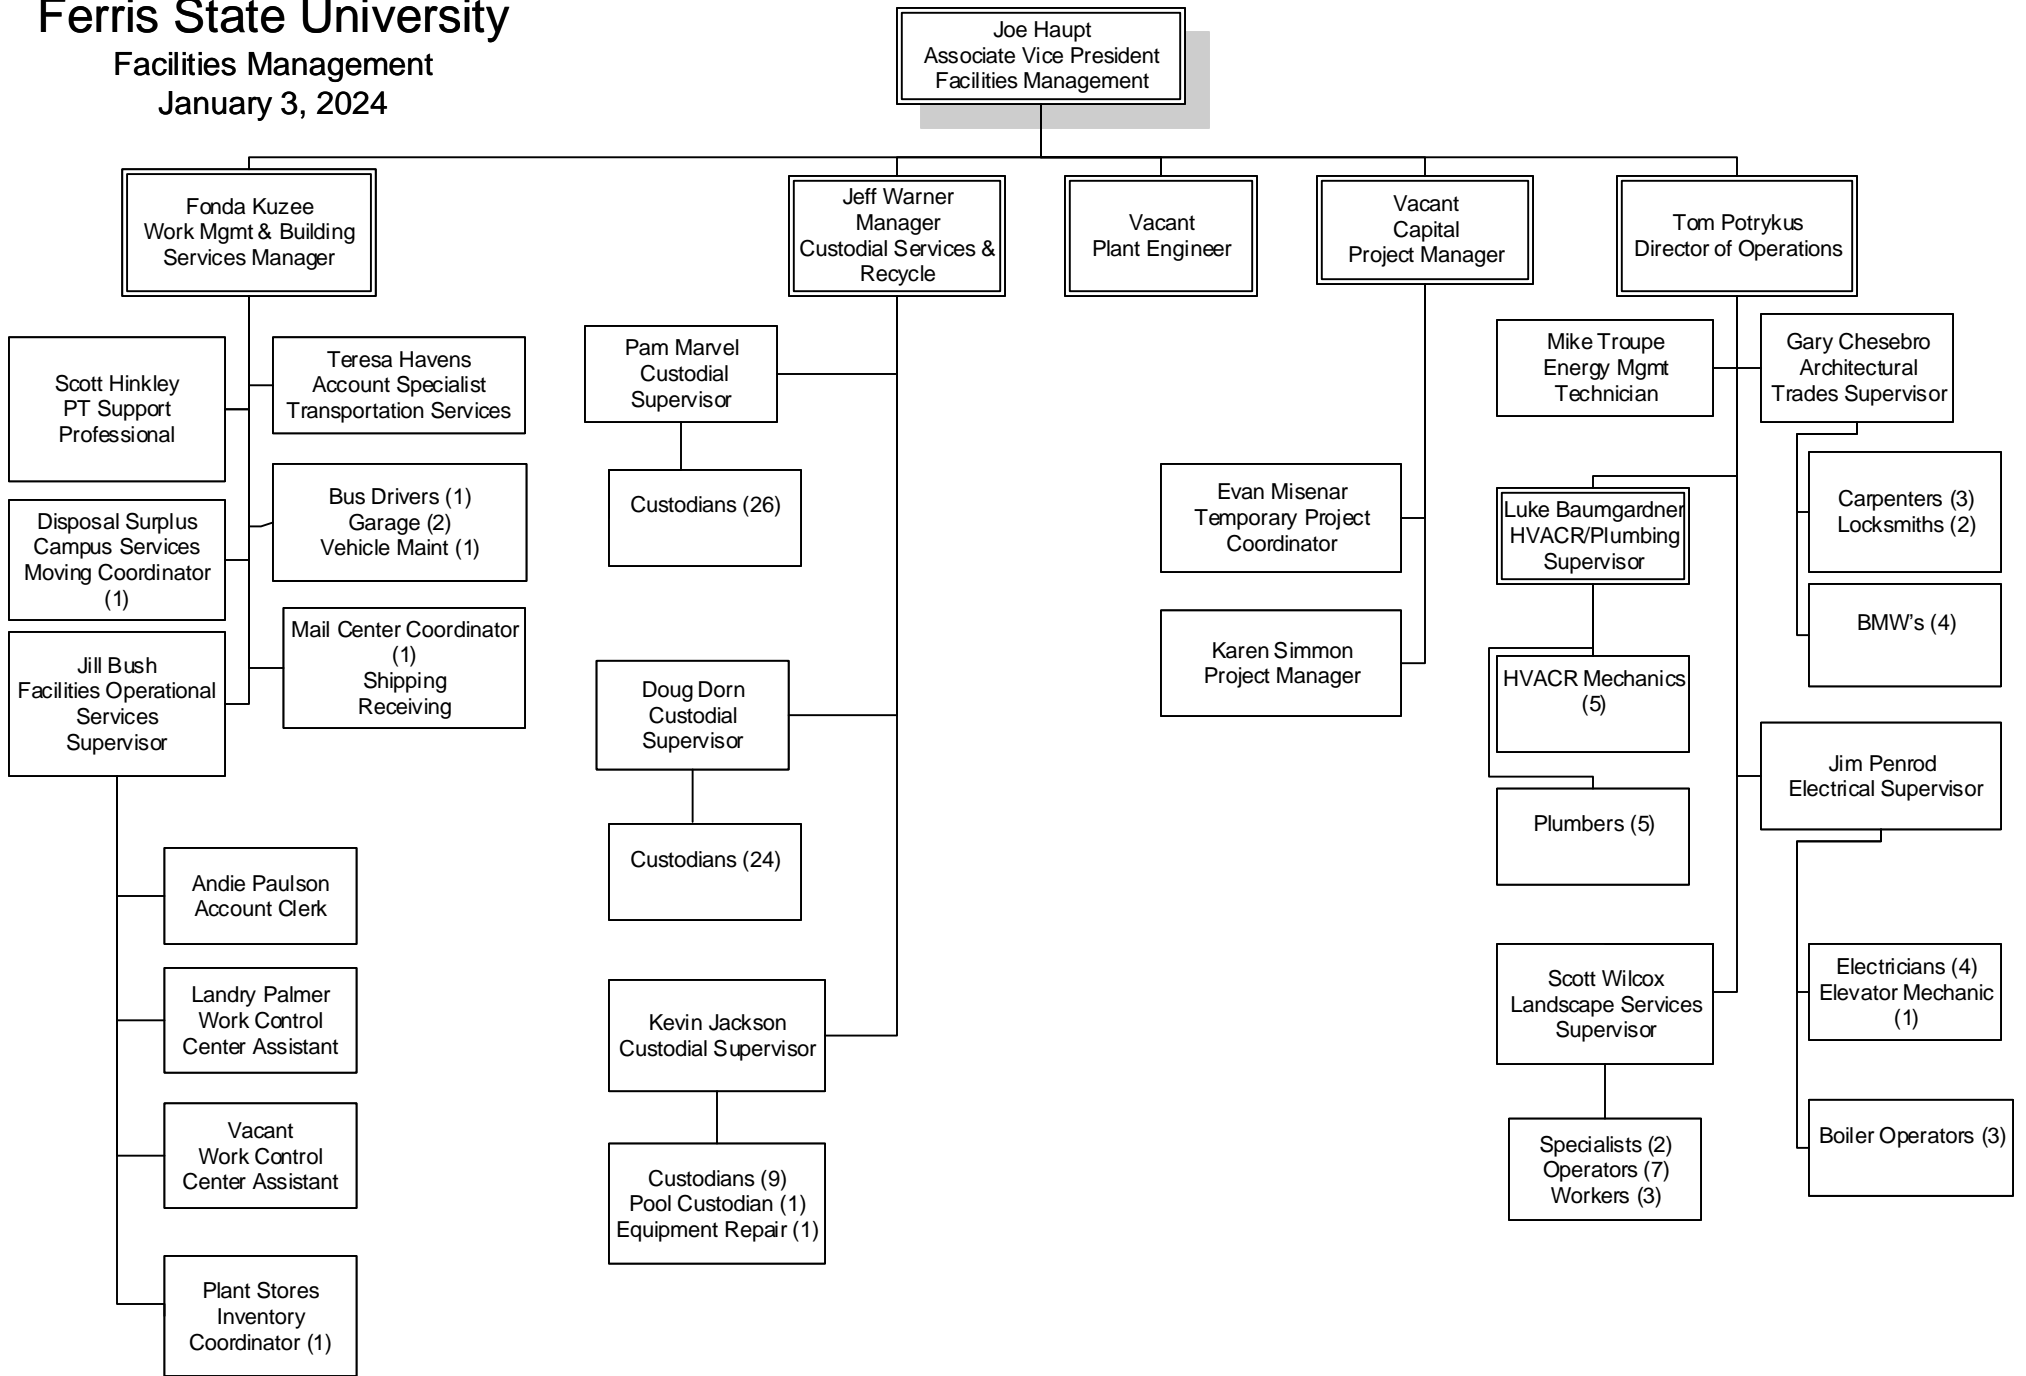 Ferris State University
Facilities Management
January 3, 2024
Joe Haupt
Associate Vice President
Facilities Management
Fonda Kuzee
Work Mgmt & Building
Services Manager
Jeff Warner
Manager
Custodial Services &
Recycle
Vacant
Plant Engineer
Vacant
Capital
Project Manager
Tom Potrykus
Director of Operations
Scott Hinkley
PT Support
Professional
Teresa Havens
Account Specialist
Transportation Services
Disposal Surplus
Campus Services
Moving Coordinator
(1)
Bus Drivers (1)
Garage (2)
Vehicle Maint (1)
Jill Bush
Facilities Operational
Services
Supervisor
Mail Center Coordinator
(1)
Shipping
Receiving
Andie Paulson
Account Clerk
Landry Palmer
Work Control
Center Assistant
Vacant
Work Control
Center Assistant
Plant Stores
Inventory
Coordinator (1)
Pam Marvel
Custodial
Supervisor
Custodians (26)
Doug Dorn
Custodial
Supervisor
Custodians (24)
Kevin Jackson
Custodial Supervisor
Custodians (9)
Pool Custodian (1)
Equipment Repair (1)
Evan Misenar
Temporary Project
Coordinator
Karen Simmon
Project Manager
Mike Troupe
Energy Mgmt
Technician
Gary Chesebro
Architectural
Trades Supervisor
Carpenters (3)
Locksmiths (2)
BMW's (4)
Luke Baumgardner
HVACR/Plumbing
Supervisor
HVACR Mechanics
(5)
Plumbers (5)
Jim Penrod
Electrical Supervisor
Electricians (4)
Elevator Mechanic
(1)
Boiler Operators (3)
Scott Wilcox
Landscape Services
Supervisor
Specialists (2)
Operators (7)
Workers (3)